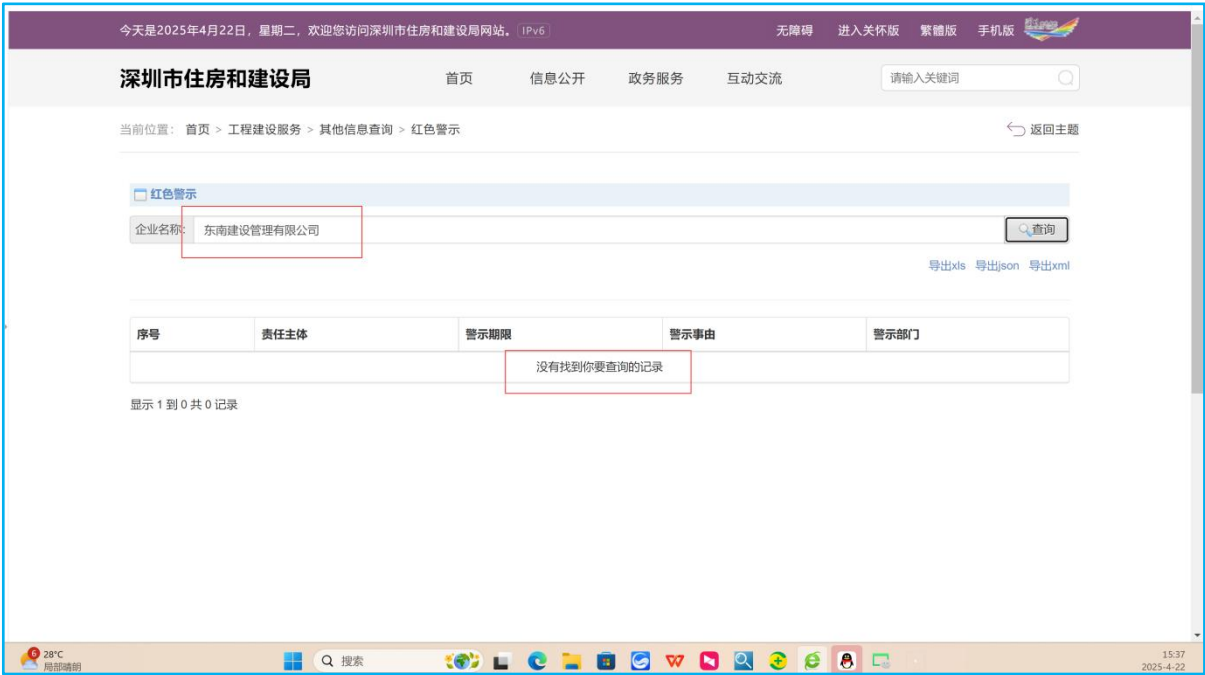 今天是2025年4月22日，星期二，欢迎您访问深圳市住房和建设局网站。 IPv6 无障碍 进入关怀版 繁體版 手机版
深圳市住房和建设局 首页 信息公开 政务服务 互动交流 请输入关键词
当前位置： 首页 > 工程建设服务 > 其他信息查询 > 红色警示 返回主题
红色警示
企业名称: 东南建设管理有限公司 查询
导出xls 导出json 导出xml
序号 责任主体 警示期限 警示事由 警示部门
没有找到你要查询的记录
显示 1 到 0 共 0 记录
6 28°C 搜索 15:37
局部晴朗 2025-4-22